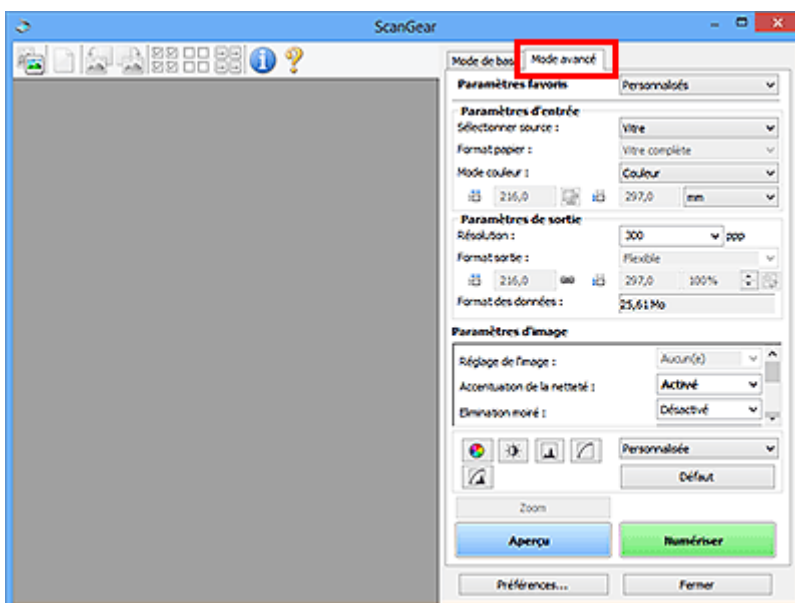 ScanGear
Mode de base Mode avancé
Paramètres favoris Personnalisés
Paramètres d'entrée
Sélectionner source : Vitre
Format papier : Vitre complète
Mode couleur : Couleur
216,0 297,0 mm
Paramètres de sortie
Résolution : 300 ppp
Format sortie : Flexible
216,0 297,0 100%
Format des données : 25,61 Mo
Paramètres d'image
Réglage de l'image : Aucun(e)
Accentuation de la netteté : Activé
Elimination moiré : Désactivé
Personnalisée
Défaut
Zoom
Aperçu Numériser
Préférences... Fermer